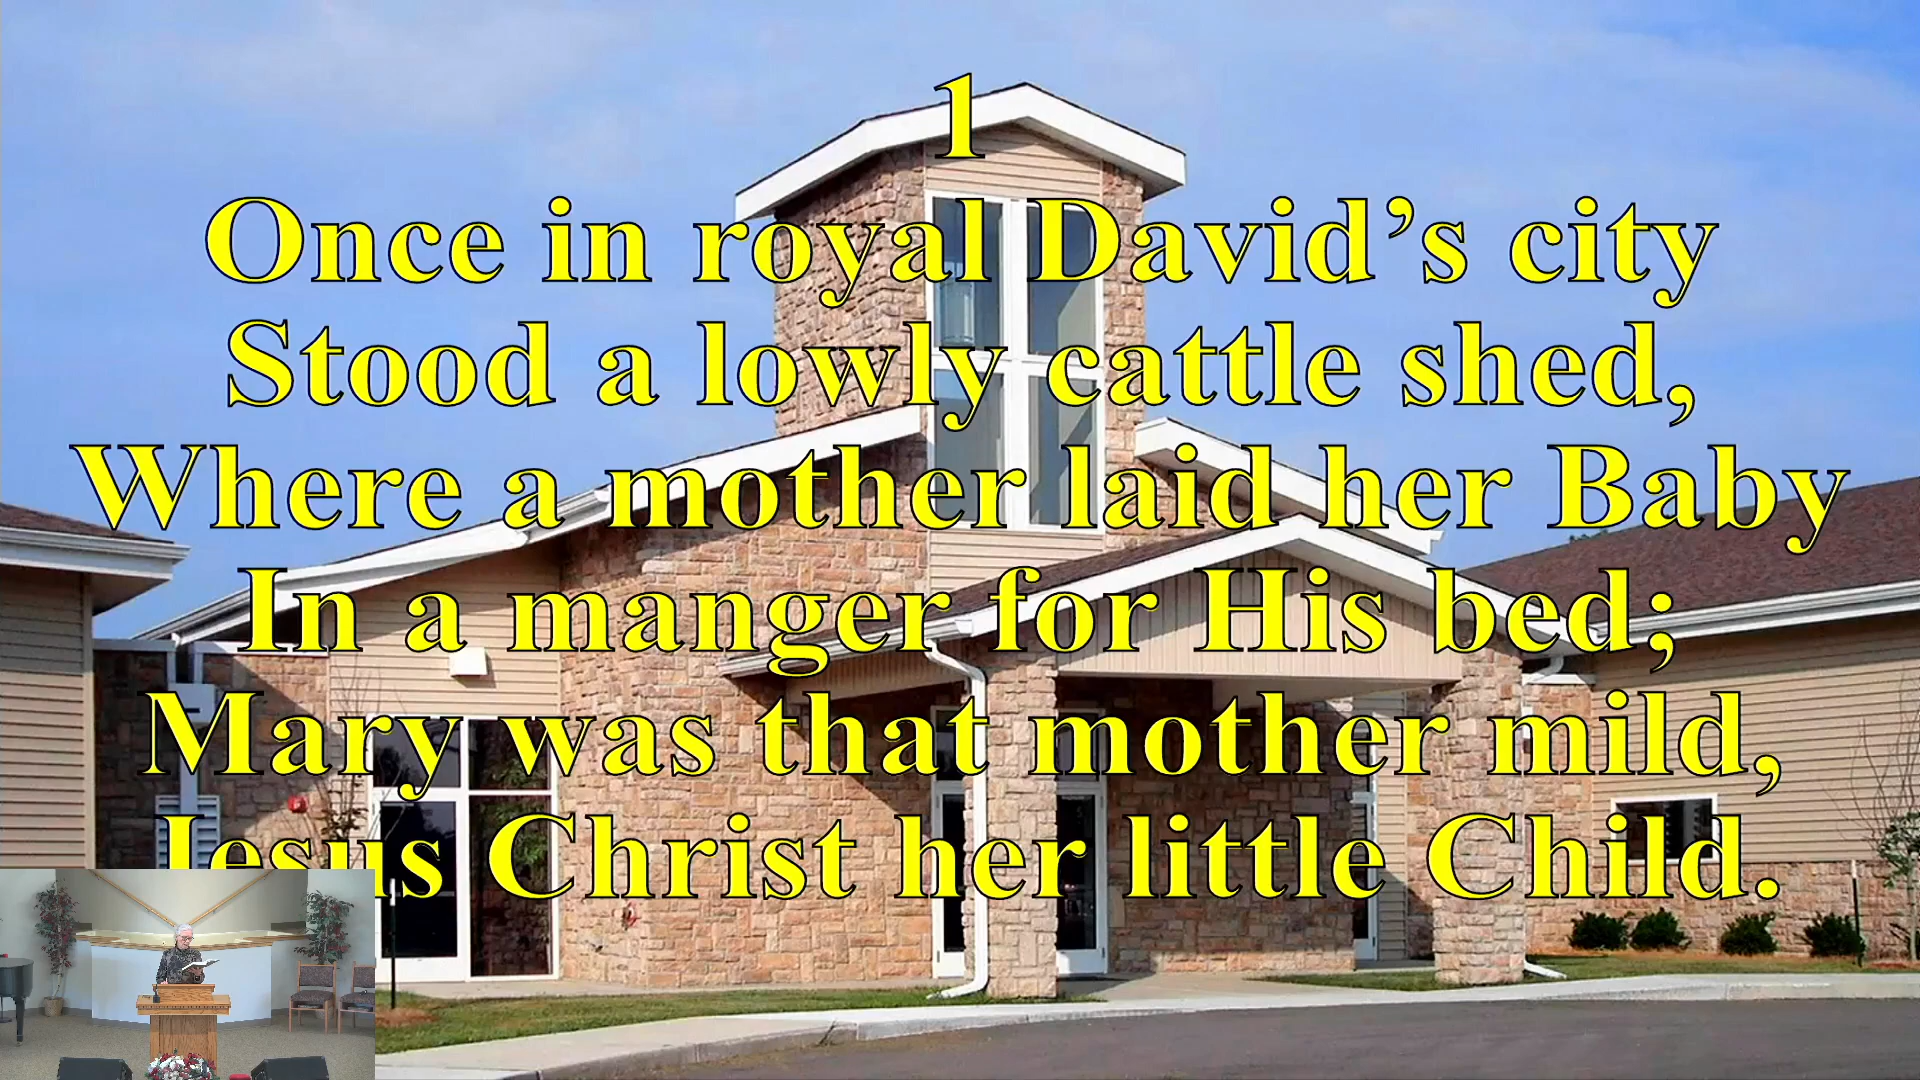 1
Once in royal David’s city
Stood a lowly cattle shed,
Where a mother laid her Baby
In a manger for His bed;
Mary was that mother mild,
Jesus Christ her little Child.